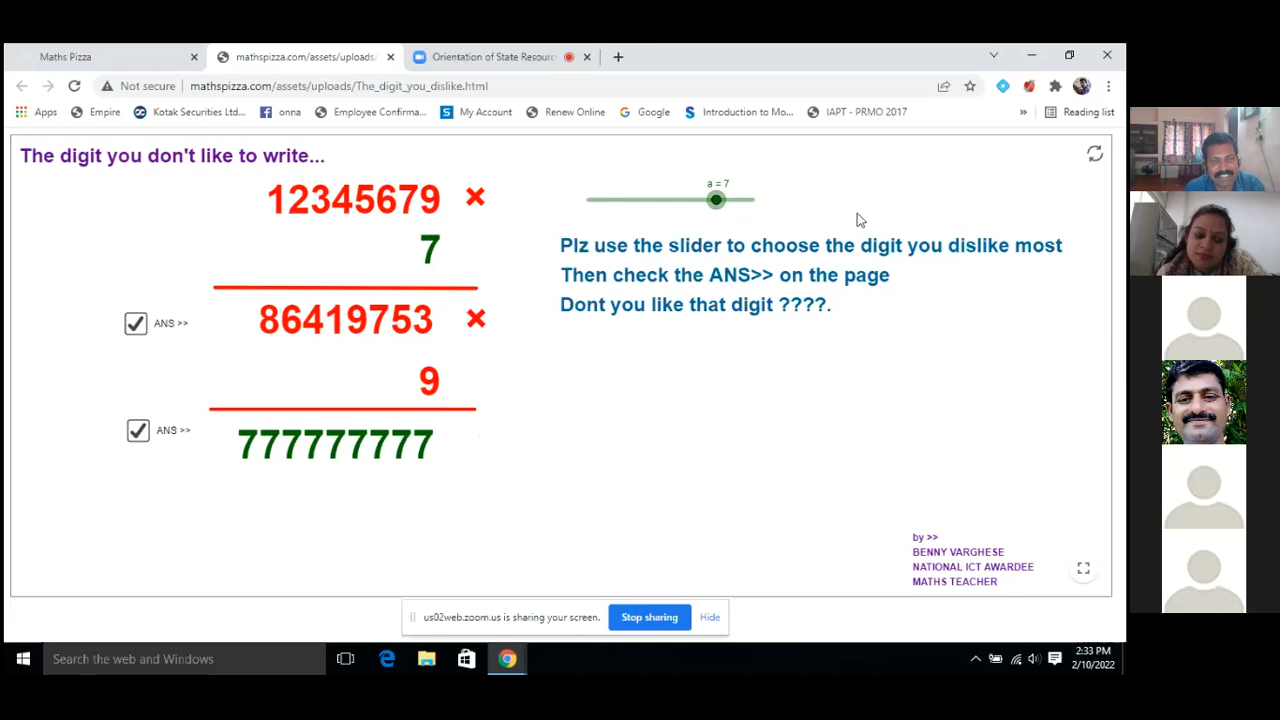 Maths Pizza
mathspizza.com/assets/uploads/
Orientation of State Resourc
Not secure
mathspizza.com/assets/uploads/The_digit_you_dislike.html
Apps
Empire
Kotak Securities Ltd...
onna
Employee Confirma...
My Account
Renew Online
Google
Introduction to Mo...
IAPT - PRMO 2017
»
Reading list
The digit you don't like to write...
12345679 ×
7
ANS >>
86419753 ×
9
ANS >>
777777777
a = 7
Plz use the slider to choose the digit you dislike most
Then check the ANS>> on the page
Dont you like that digit ????.
by >>
BENNY VARGHESE
NATIONAL ICT AWARDEE
MATHS TEACHER
us02web.zoom.us is sharing your screen.
Stop sharing
Hide
Search the web and Windows
2:33 PM
2/10/2022